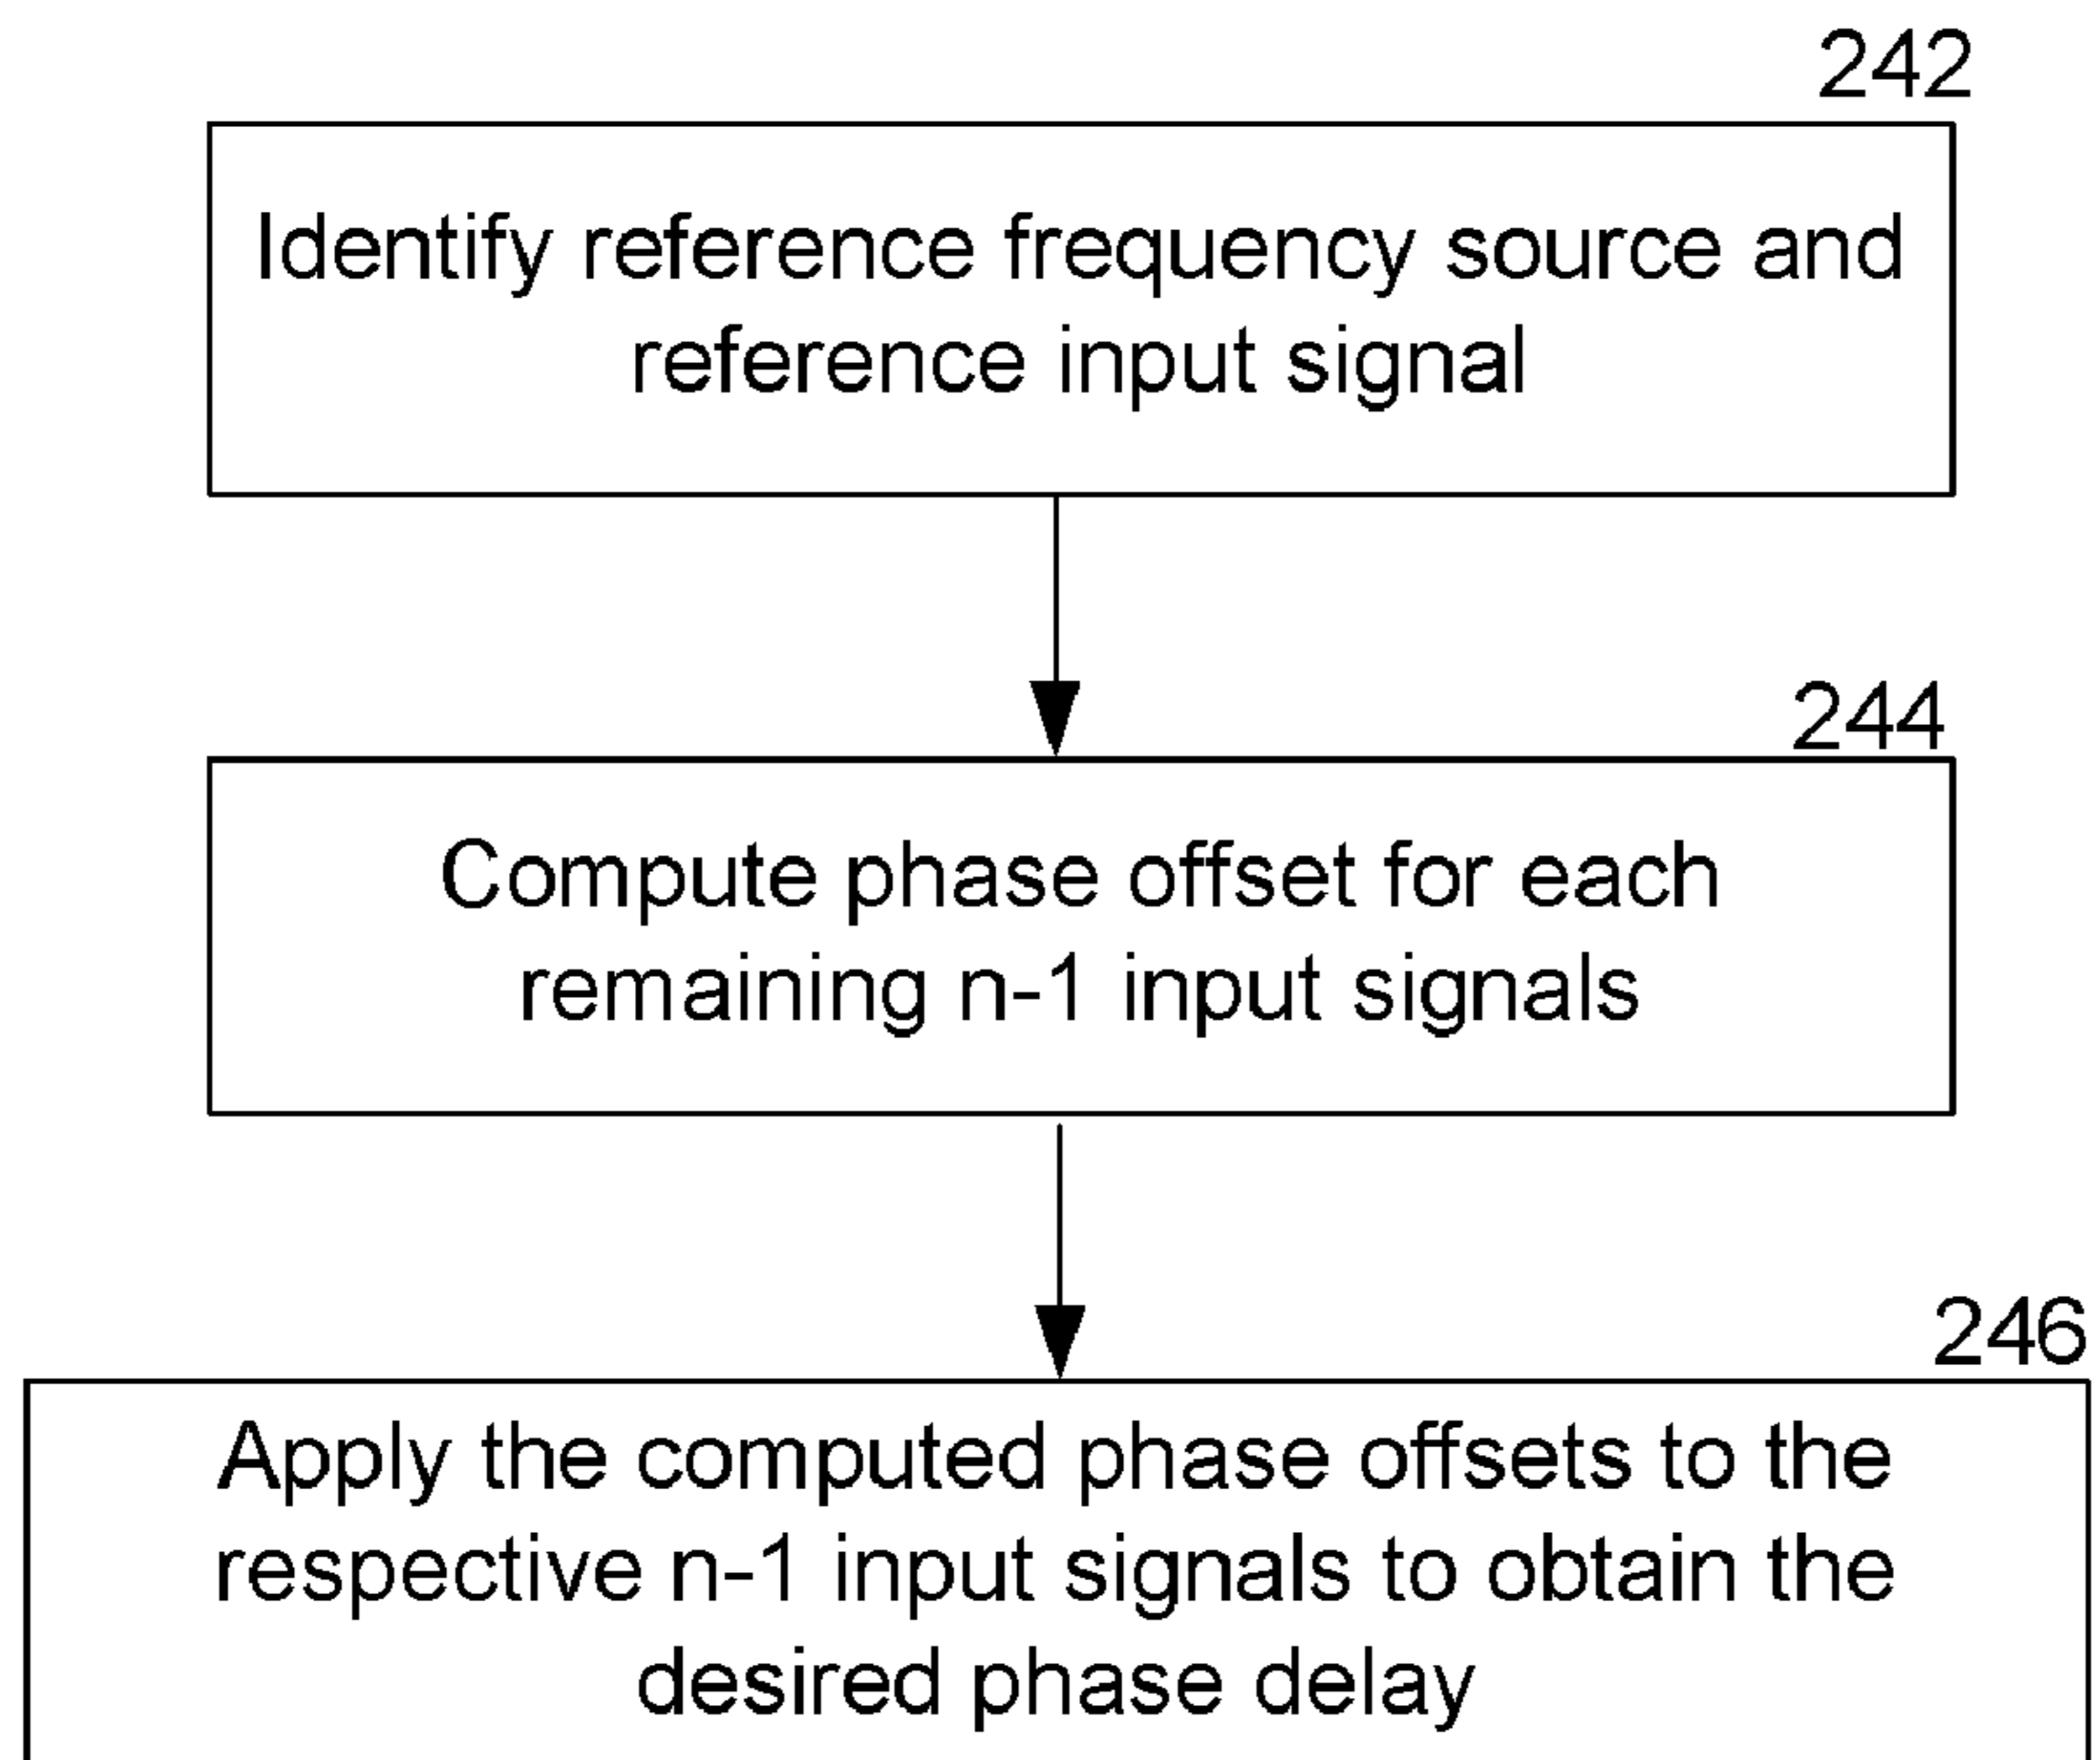 242
Identify reference frequency source and
reference input signal
244
Compute phase offset for each
remaining n-1 input signals
246
Apply the computed phase offsets to the
respective n-1 input signals to obtain the
desired phase delay